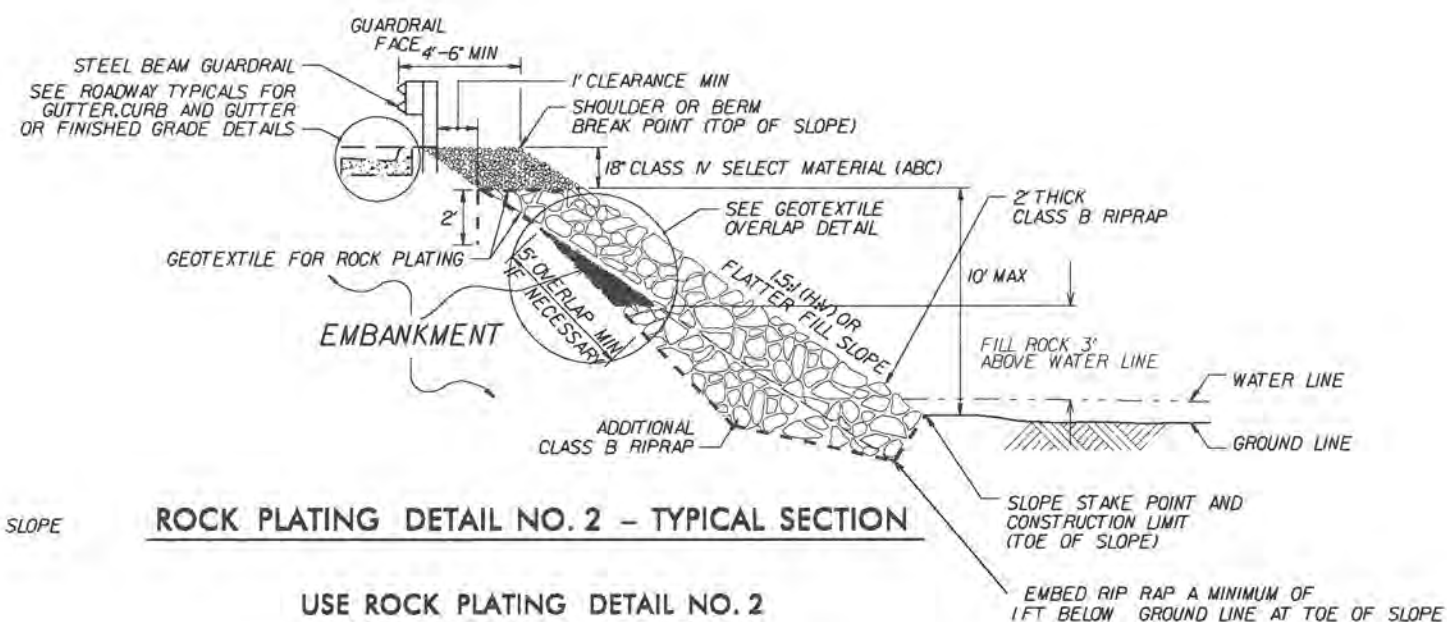 GUARDRAIL
FACE
4'-6" MIN
STEEL BEAM GUARDRAIL
SEE ROADWAY TYPICALS FOR
GUTTER,CURB AND GUTTER
OR FINISHED GRADE DETAILS
1' CLEARANCE MIN
SHOULDER OR BERM
BREAK POINT (TOP OF SLOPE)
18" CLASS IV SELECT MATERIAL (ABC)
2'
GEOTEXTILE FOR ROCK PLATING
SEE GEOTEXTILE
OVERLAP DETAIL
2' THICK
CLASS B RIPRAP
10' MAX
1.5:1 (H:V) OR
FLATTER FILL SLOPE
5' OVERLAP MIN
IF NECESSARY
EMBANKMENT
FILL ROCK 3'
ABOVE WATER LINE
WATER LINE
GROUND LINE
ADDITIONAL
CLASS B RIPRAP
SLOPE STAKE POINT AND
CONSTRUCTION LIMIT
(TOE OF SLOPE)
EMBED RIP RAP A MINIMUM OF
1FT BELOW GROUND LINE AT TOE OF SLOPE
SLOPE
ROCK PLATING DETAIL NO. 2 - TYPICAL SECTION
USE ROCK PLATING DETAIL NO. 2